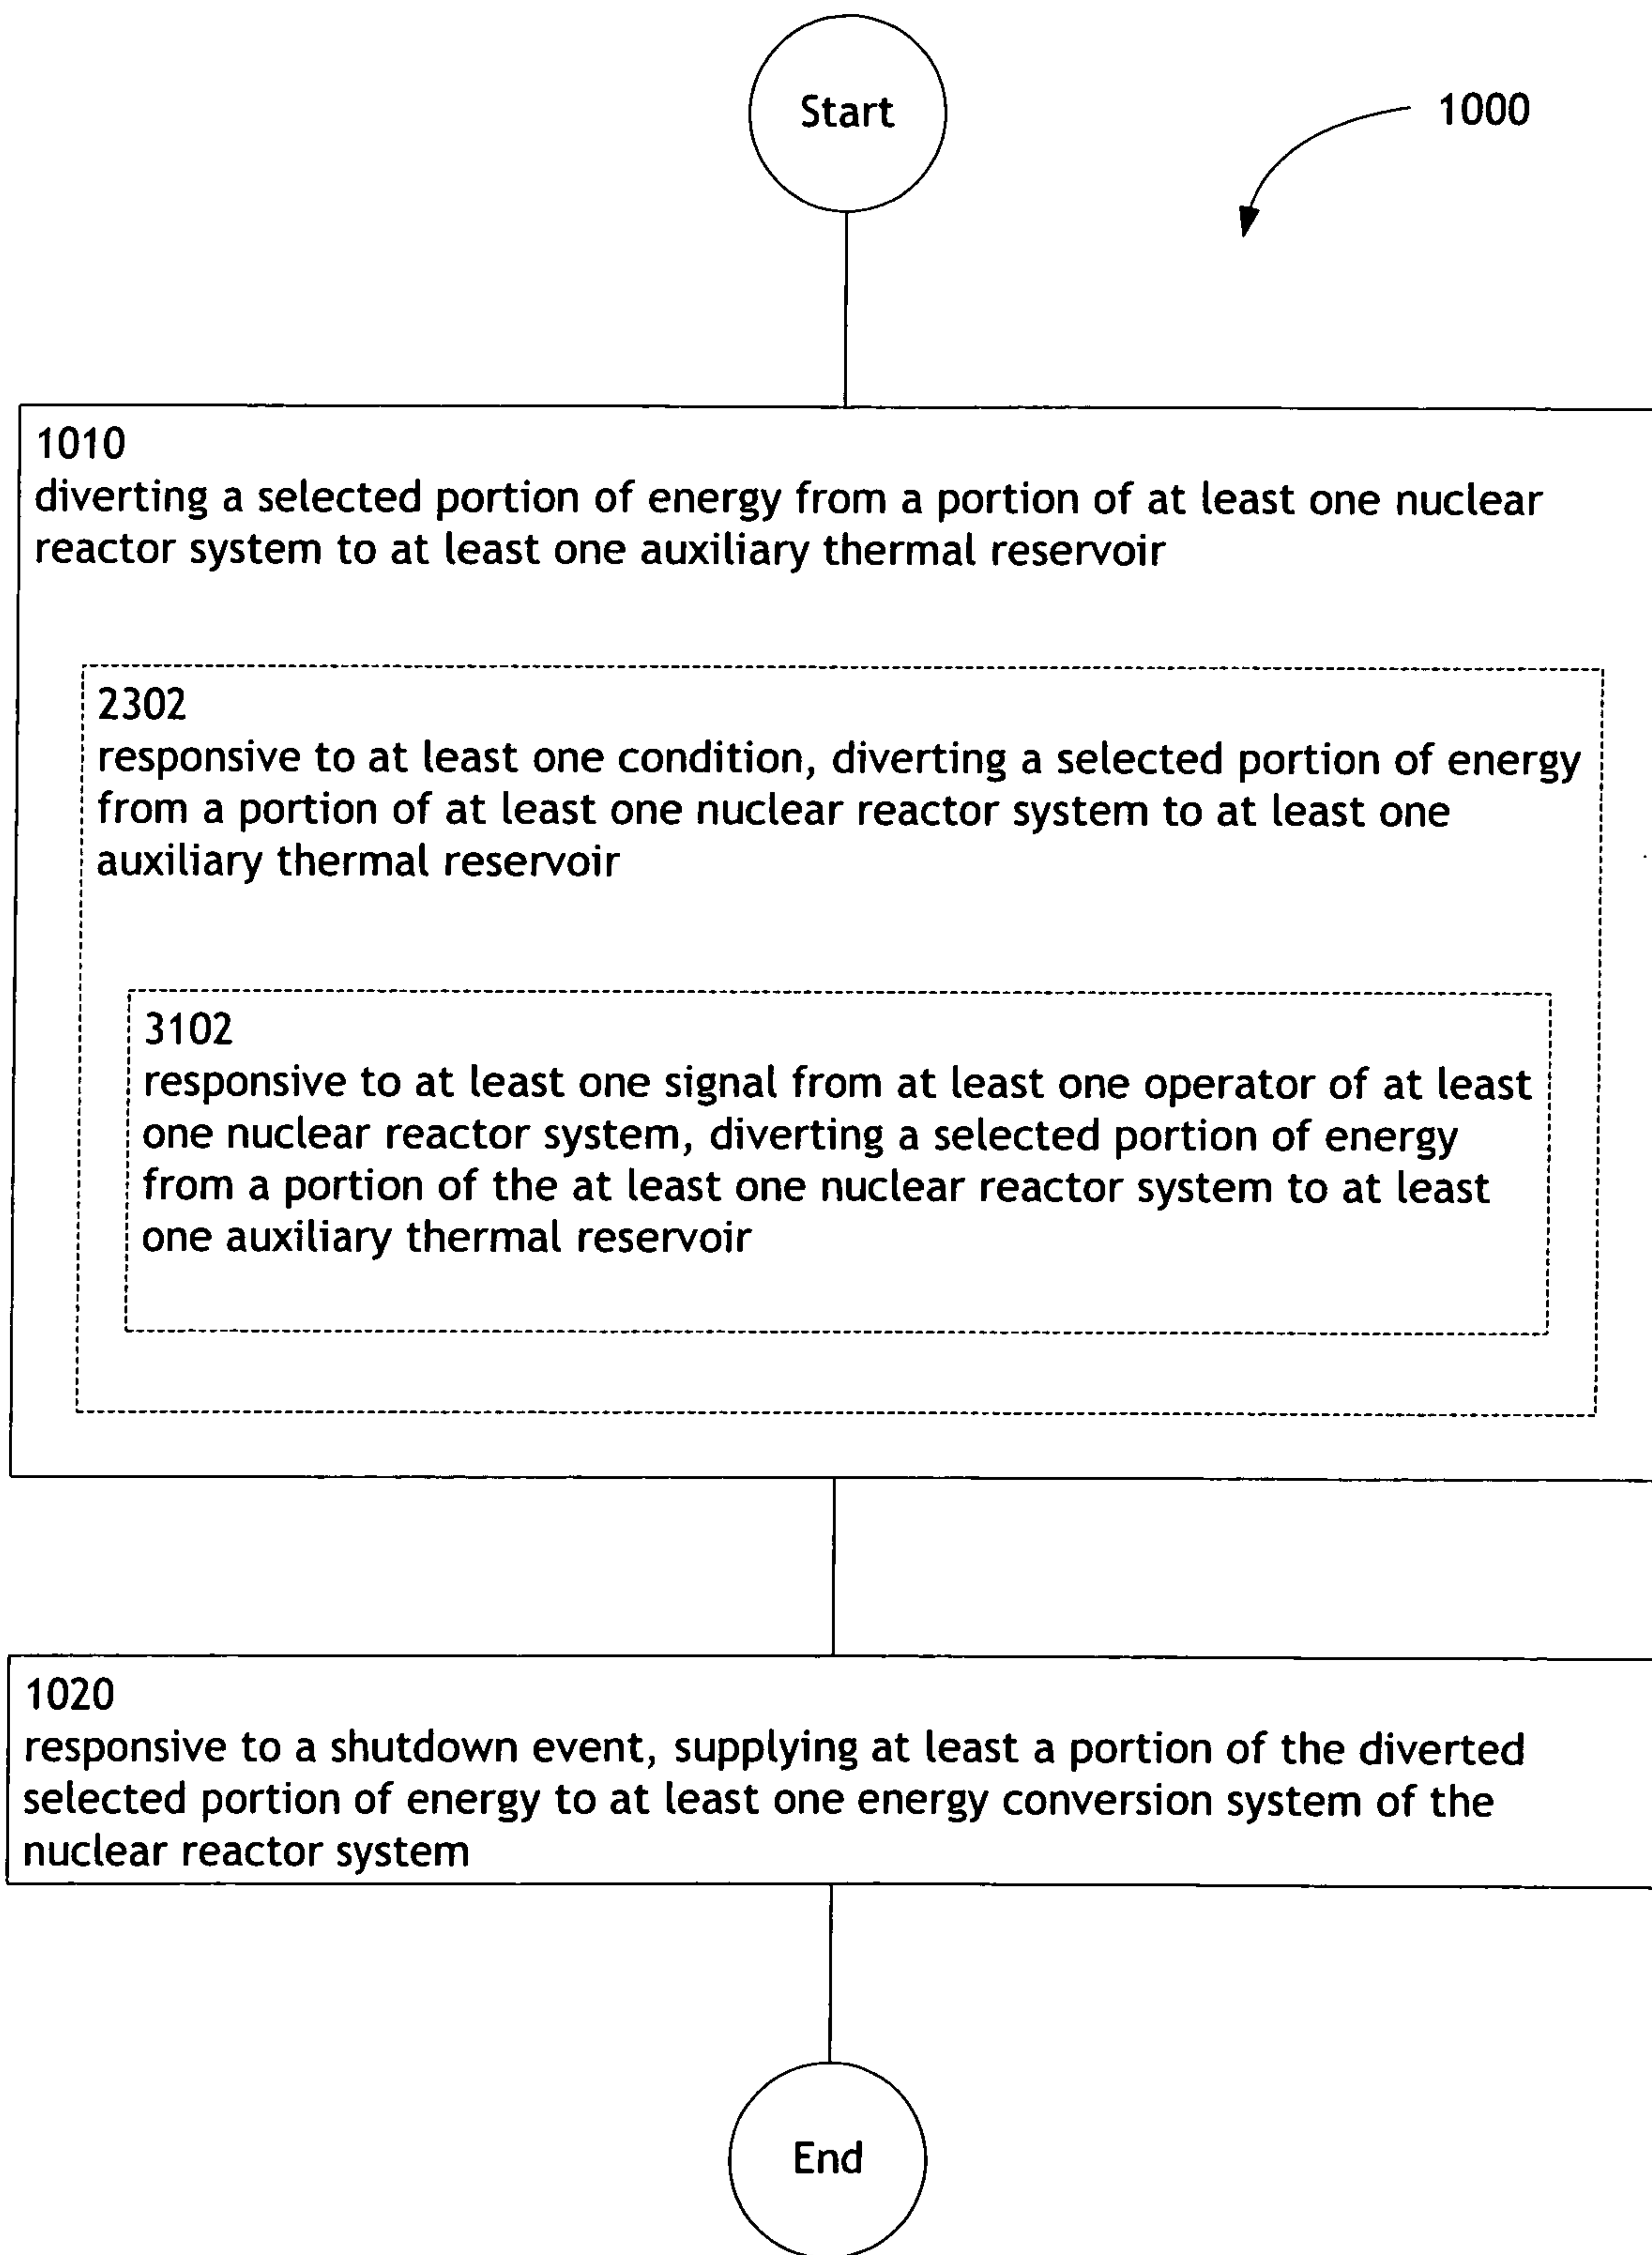 Start
1000
1010
diverting a selected portion of energy from a portion of at least one nuclear
reactor system to at least one auxiliary thermal reservoir
2302
responsive to at least one condition, diverting a selected portion of energy
from a portion of at least one nuclear reactor system to at least one
auxiliary thermal reservoir
3102
responsive to at least one signal from at least one operator of at least
one nuclear reactor system, diverting a selected portion of energy
from a portion of the at least one nuclear reactor system to at least
one auxiliary thermal reservoir
1020
responsive to a shutdown event, supplying at least a portion of the diverted
selected portion of energy to at least one energy conversion system of the
nuclear reactor system
End